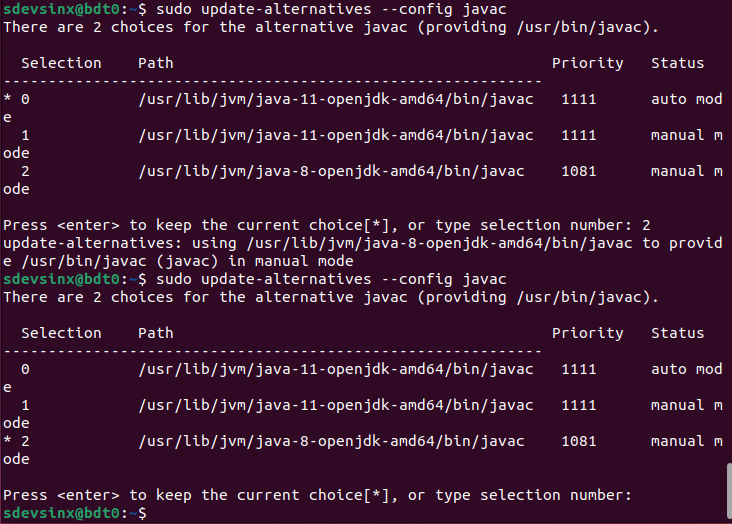 sdevsinx@bdt0:~$ sudo update-alternatives --config javac
There are 2 choices for the alternative javac (providing /usr/bin/javac).

  Selection    Path                                          Priority   Status
------------------------------------------------------------
* 0            /usr/lib/jvm/java-11-openjdk-amd64/bin/javac   1111      auto mod
e
  1            /usr/lib/jvm/java-11-openjdk-amd64/bin/javac   1111      manual m
ode
  2            /usr/lib/jvm/java-8-openjdk-amd64/bin/javac    1081      manual m
ode

Press <enter> to keep the current choice[*], or type selection number: 2
update-alternatives: using /usr/lib/jvm/java-8-openjdk-amd64/bin/javac to provid
e /usr/bin/javac (javac) in manual mode
sdevsinx@bdt0:~$ sudo update-alternatives --config javac
There are 2 choices for the alternative javac (providing /usr/bin/javac).

  Selection    Path                                          Priority   Status
------------------------------------------------------------
  0            /usr/lib/jvm/java-11-openjdk-amd64/bin/javac   1111      auto mod
e
  1            /usr/lib/jvm/java-11-openjdk-amd64/bin/javac   1111      manual m
ode
* 2            /usr/lib/jvm/java-8-openjdk-amd64/bin/javac    1081      manual m
ode

Press <enter> to keep the current choice[*], or type selection number:
sdevsinx@bdt0:~$